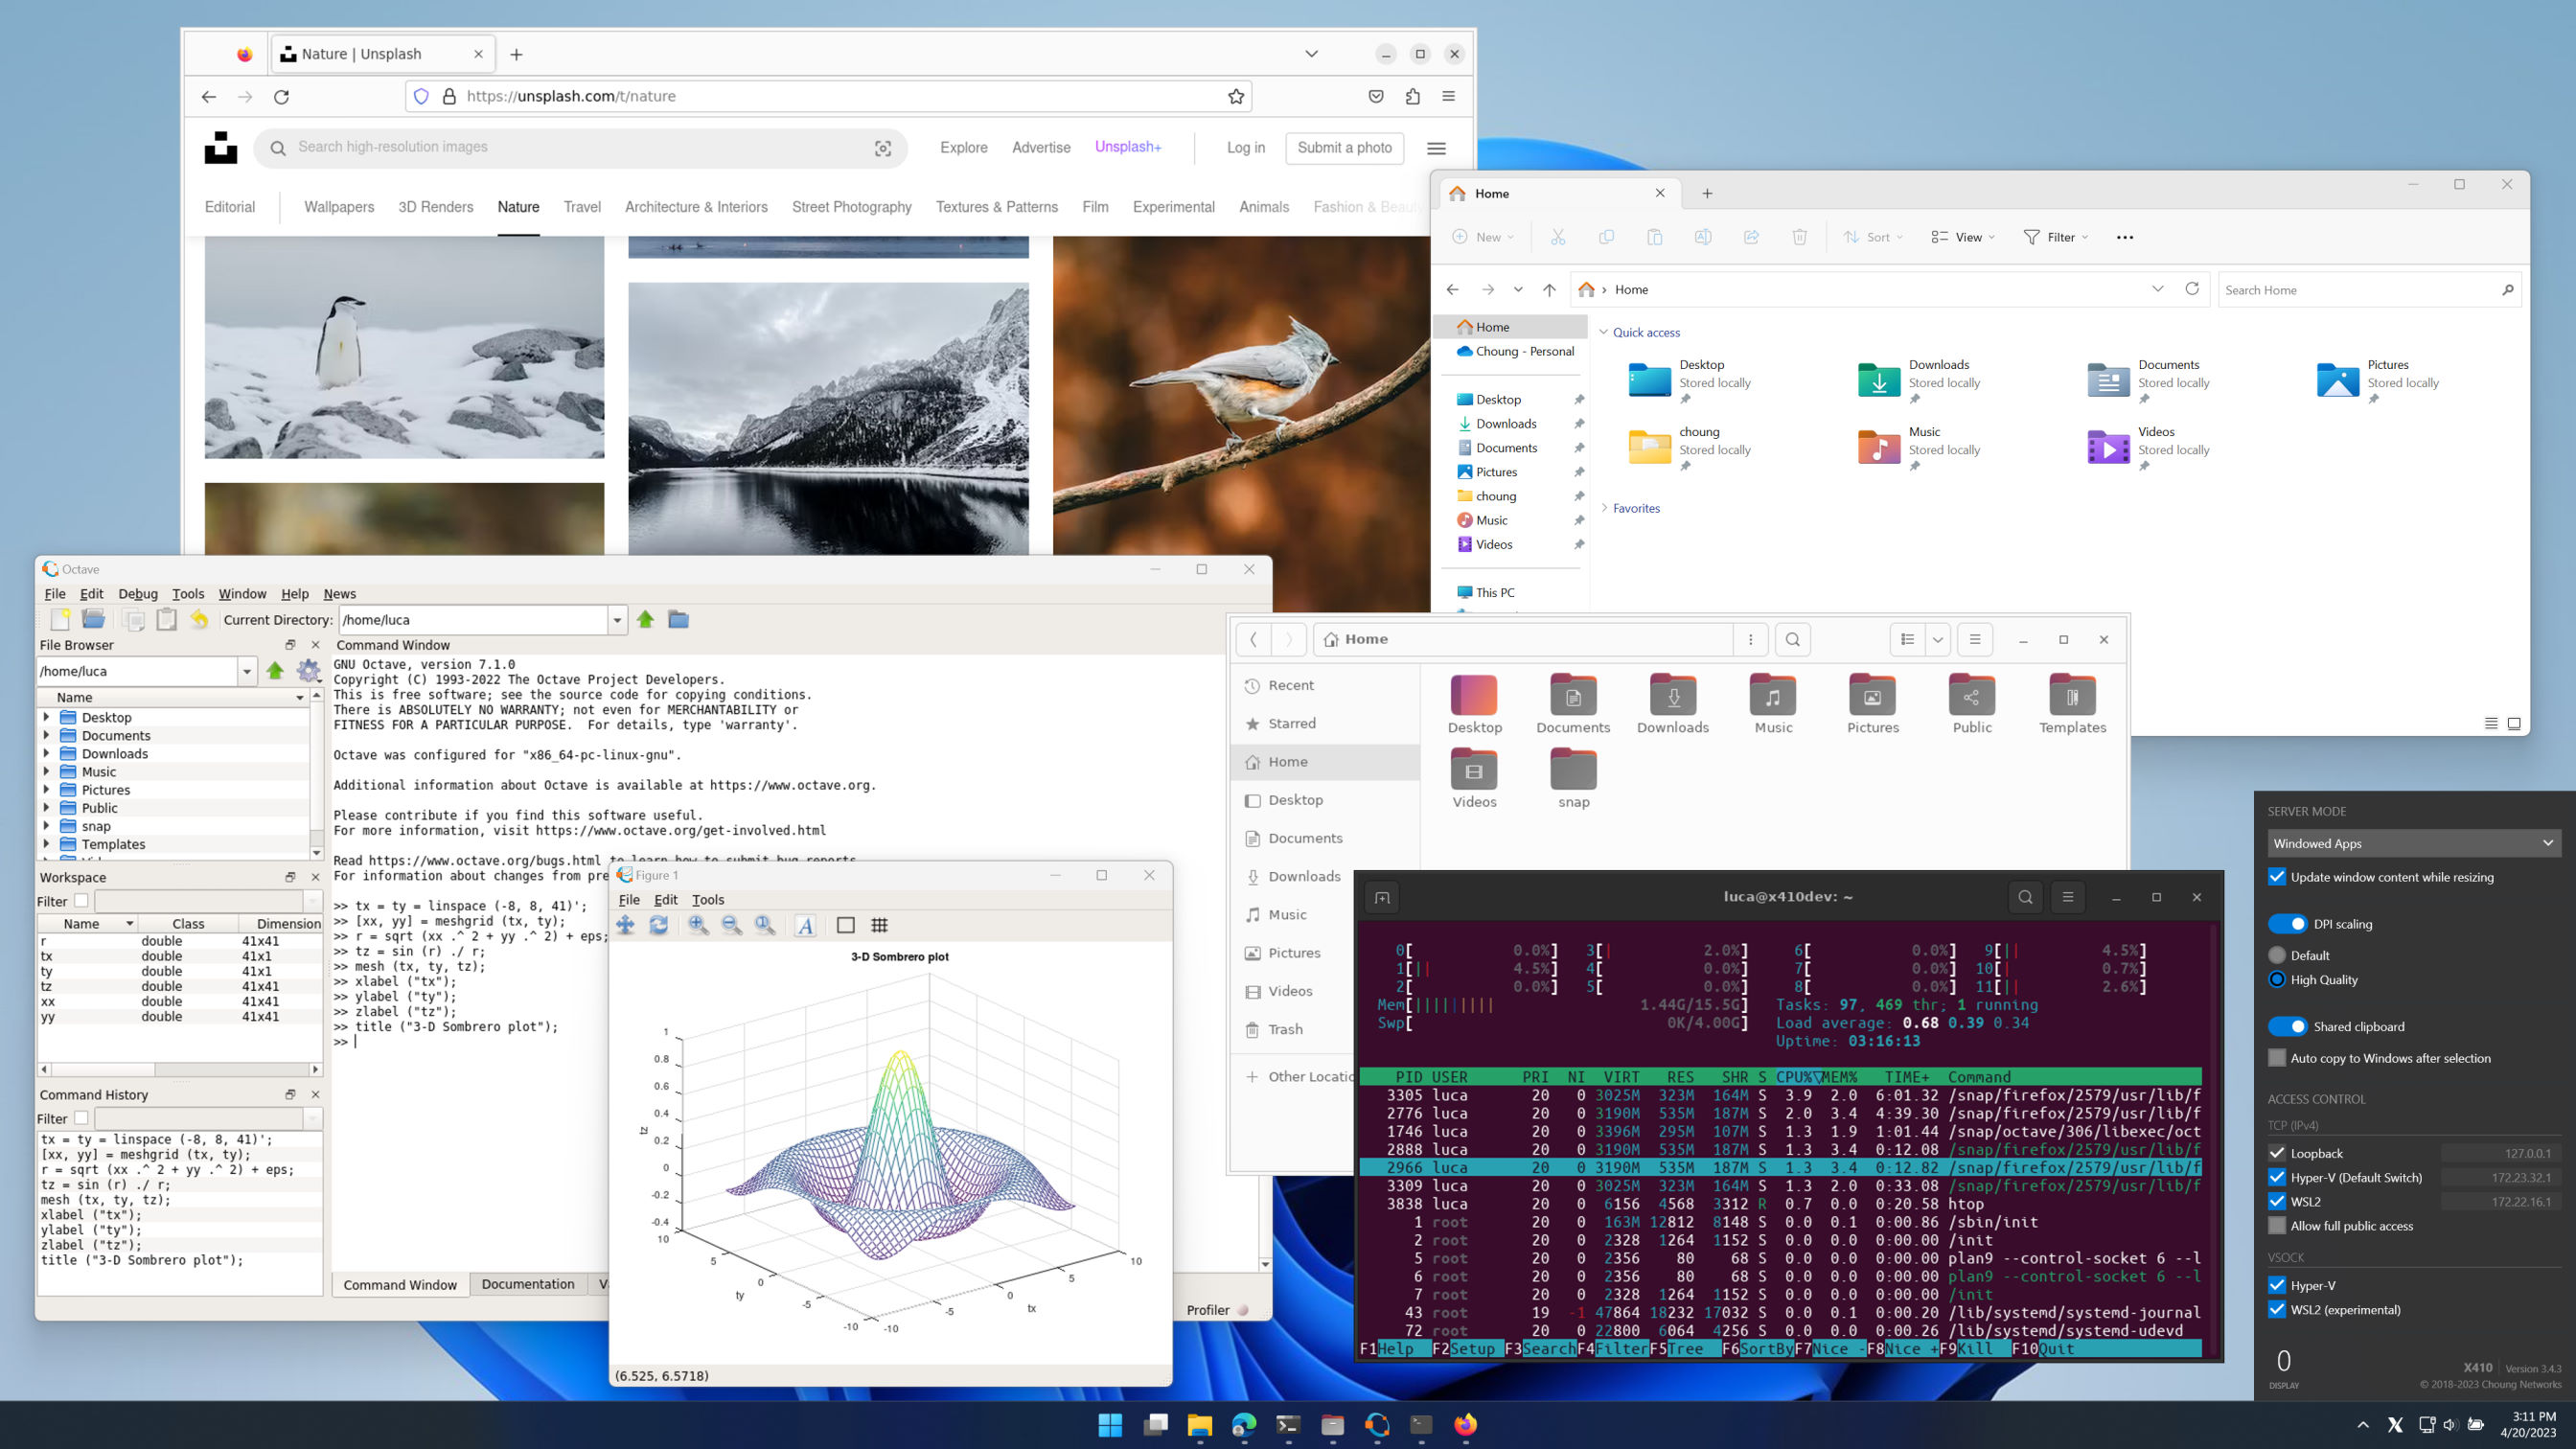 Nature | Unsplash
https://unsplash.com/t/nature
Search high-resolution images
Explore
Advertise
Unsplash+
Log in
Submit a photo
Editorial
Wallpapers
3D Renders
Nature
Travel
Architecture & Interiors
Street Photography
Textures & Patterns
Film
Experimental
Animals
Fashion & Beau
Home
New
Sort
View
Filter
Home
Search Home
Home
Choung - Personal
Desktop
Downloads
Documents
Pictures
choung
Music
Videos
This PC
Quick access
Desktop
Stored locally
Downloads
Stored locally
Documents
Stored locally
Pictures
Stored locally
choung
Stored locally
Music
Stored locally
Videos
Stored locally
Favorites
Octave
File Edit Debug Tools Window Help News
Current Directory: /home/luca
File Browser
/home/luca
Name
Desktop
Documents
Downloads
Music
Pictures
Public
snap
Templates
Workspace
Filter
Name Class Dimension
r double 41x41
tx double 41x1
ty double 41x1
tz double 41x41
xx double 41x41
yy double 41x41
Command History
Filter
tx = ty = linspace (-8, 8, 41)';
[xx, yy] = meshgrid (tx, ty);
r = sqrt (xx .^ 2 + yy .^ 2) + eps;
tz = sin (r) ./ r;
mesh (tx, ty, tz);
xlabel ("tx");
ylabel ("ty");
zlabel ("tz");
title ("3-D Sombrero plot");
Command Window
GNU Octave, version 7.1.0
Copyright (C) 1993-2022 The Octave Project Developers.
This is free software; see the source code for copying conditions.
There is ABSOLUTELY NO WARRANTY; not even for MERCHANTABILITY or
FITNESS FOR A PARTICULAR PURPOSE.  For details, type 'warranty'.
Octave was configured for "x86_64-pc-linux-gnu".
Additional information about Octave is available at https://www.octave.org.
Please contribute if you find this software useful.
For more information, visit https://www.octave.org/get-involved.html
Read https://www.octave.org/bugs.html to learn how to submit bug reports.
For information about changes from pre
>> tx = ty = linspace (-8, 8, 41)';
>> [xx, yy] = meshgrid (tx, ty);
>> r = sqrt (xx .^ 2 + yy .^ 2) + eps;
>> tz = sin (r) ./ r;
>> mesh (tx, ty, tz);
>> xlabel ("tx");
>> ylabel ("ty");
>> zlabel ("tz");
>> title ("3-D Sombrero plot");
>>
Command Window
Documentation
V
Profiler
Figure 1
File Edit Tools
3-D Sombrero plot
1
0.8
0.6
0.4
0.2
0
-0.2
-0.4
tz
10
5
0
-5
-10
ty
-10
-5
0
5
10
tx
(6.525, 6.5718)
Home
Recent
Starred
Home
Desktop
Documents
Downloads
Music
Pictures
Videos
Trash
Other Locatio
Desktop
Documents
Downloads
Music
Pictures
Public
Templates
Videos
snap
luca@x410dev: ~
0[ 0.0%] 3[| 2.0%] 6[ 0.0%] 9[|| 4.5%]
1[|| 4.5%] 4[ 0.0%] 7[ 0.0%] 10[| 0.7%]
2[ 0.0%] 5[ 0.0%] 8[ 0.0%] 11[|| 2.6%]
Mem[|||||||||| 1.44G/15.5G] Tasks: 97, 469 thr; 1 running
Swp[ 0K/4.00G] Load average: 0.68 0.39 0.34
Uptime: 03:16:13
PID USER PRI NI VIRT RES SHR S CPU%▽MEM% TIME+ Command
3305 luca 20 0 3025M 323M 164M S 3.9 2.0 6:01.32 /snap/firefox/2579/usr/lib/f
2776 luca 20 0 3190M 535M 187M S 2.0 3.4 4:39.30 /snap/firefox/2579/usr/lib/f
1746 luca 20 0 3396M 295M 107M S 1.3 1.9 1:01.44 /snap/octave/306/libexec/oct
2888 luca 20 0 3190M 535M 187M S 1.3 3.4 0:12.08 /snap/firefox/2579/usr/lib/f
2966 luca 20 0 3190M 535M 187M S 1.3 3.4 0:12.82 /snap/firefox/2579/usr/lib/f
3309 luca 20 0 3025M 323M 164M S 1.3 2.0 0:33.08 /snap/firefox/2579/usr/lib/f
3838 luca 20 0 6156 4568 3312 R 0.7 0.0 0:20.58 htop
1 root 20 0 163M 12812 8148 S 0.0 0.1 0:00.86 /sbin/init
2 root 20 0 2328 1264 1152 S 0.0 0.0 0:00.00 /init
5 root 20 0 2356 80 68 S 0.0 0.0 0:00.00 plan9 --control-socket 6 --l
6 root 20 0 2356 80 68 S 0.0 0.0 0:00.00 plan9 --control-socket 6 --l
7 root 20 0 2328 1264 1152 S 0.0 0.0 0:00.00 /init
43 root 19 -1 47864 18232 17032 S 0.0 0.1 0:00.20 /lib/systemd/systemd-journal
72 root 20 0 22800 6064 4256 S 0.0 0.0 0:00.26 /lib/systemd/systemd-udevd
F1Help F2Setup F3SearchF4FilterF5Tree F6SortByF7Nice -F8Nice +F9Kill F10Quit
SERVER MODE
Windowed Apps
Update window content while resizing
DPI scaling
Default
High Quality
Shared clipboard
Auto copy to Windows after selection
ACCESS CONTROL
TCP (IPv4)
Loopback 127.0.0.1
Hyper-V (Default Switch) 172.23.32.1
WSL2 172.22.16.1
Allow full public access
VSOCK
Hyper-V
WSL2 (experimental)
0
DISPLAY
X410 Version 3.4.3
© 2018-2023 Choung Networks
3:11 PM
4/20/2023